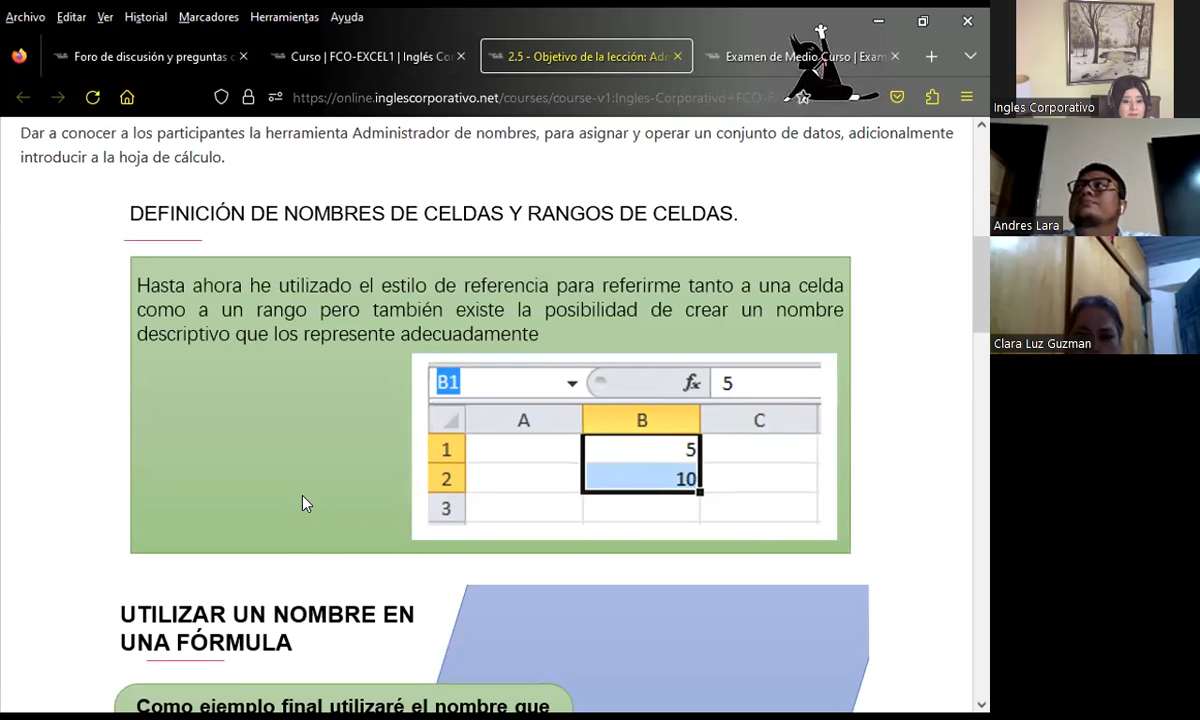 Archivo Editar Ver Historial Marcadores Herramientas Ayuda
Foro de discusión y preguntas c
Curso | FCO-EXCEL1 | Inglés Co
2.5 - Objetivo de la lección: Adm
Examen de Medio Curso | Exam
https://online.inglescorporativo.net/courses/course-v1:Ingles-Corporativo+FCO-E
Dar a conocer a los participantes la herramienta Administrador de nombres, para asignar y operar un conjunto de datos, adicionalmente
introducir a la hoja de cálculo.
DEFINICIÓN DE NOMBRES DE CELDAS Y RANGOS DE CELDAS.
Hasta ahora he utilizado el estilo de referencia para referirme tanto a una celda
como a un rango pero también existe la posibilidad de crear un nombre
descriptivo que los represente adecuadamente
B1 fx 5
A B C
1 5
2 10
3
UTILIZAR UN NOMBRE EN
UNA FÓRMULA
Como ejemplo final utilizaré el nombre que
Ingles Corporativo
Andres Lara
Clara Luz Guzman